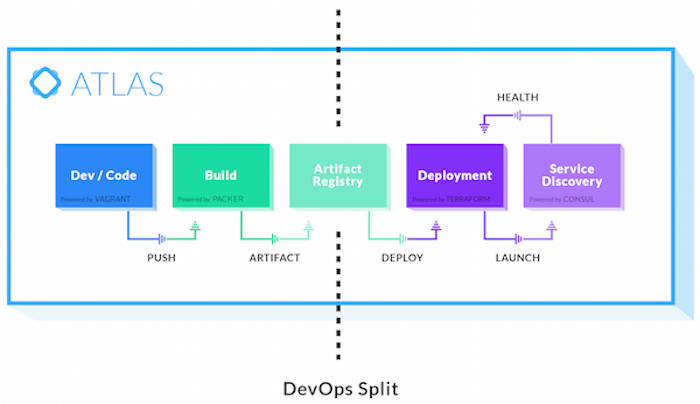 ATLAS
HEALTH
Dev / Code
Powered by VAGRANT
Build
Powered by PACKER
Artifact
Registry
Deployment
Powered by TERRAFORM
Service
Discovery
Powered by CONSUL
PUSH
ARTIFACT
DEPLOY
LAUNCH
DevOps Split